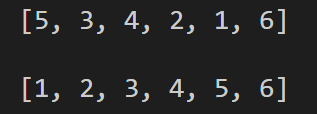 [5, 3, 4, 2, 1, 6]
[1, 2, 3, 4, 5, 6]